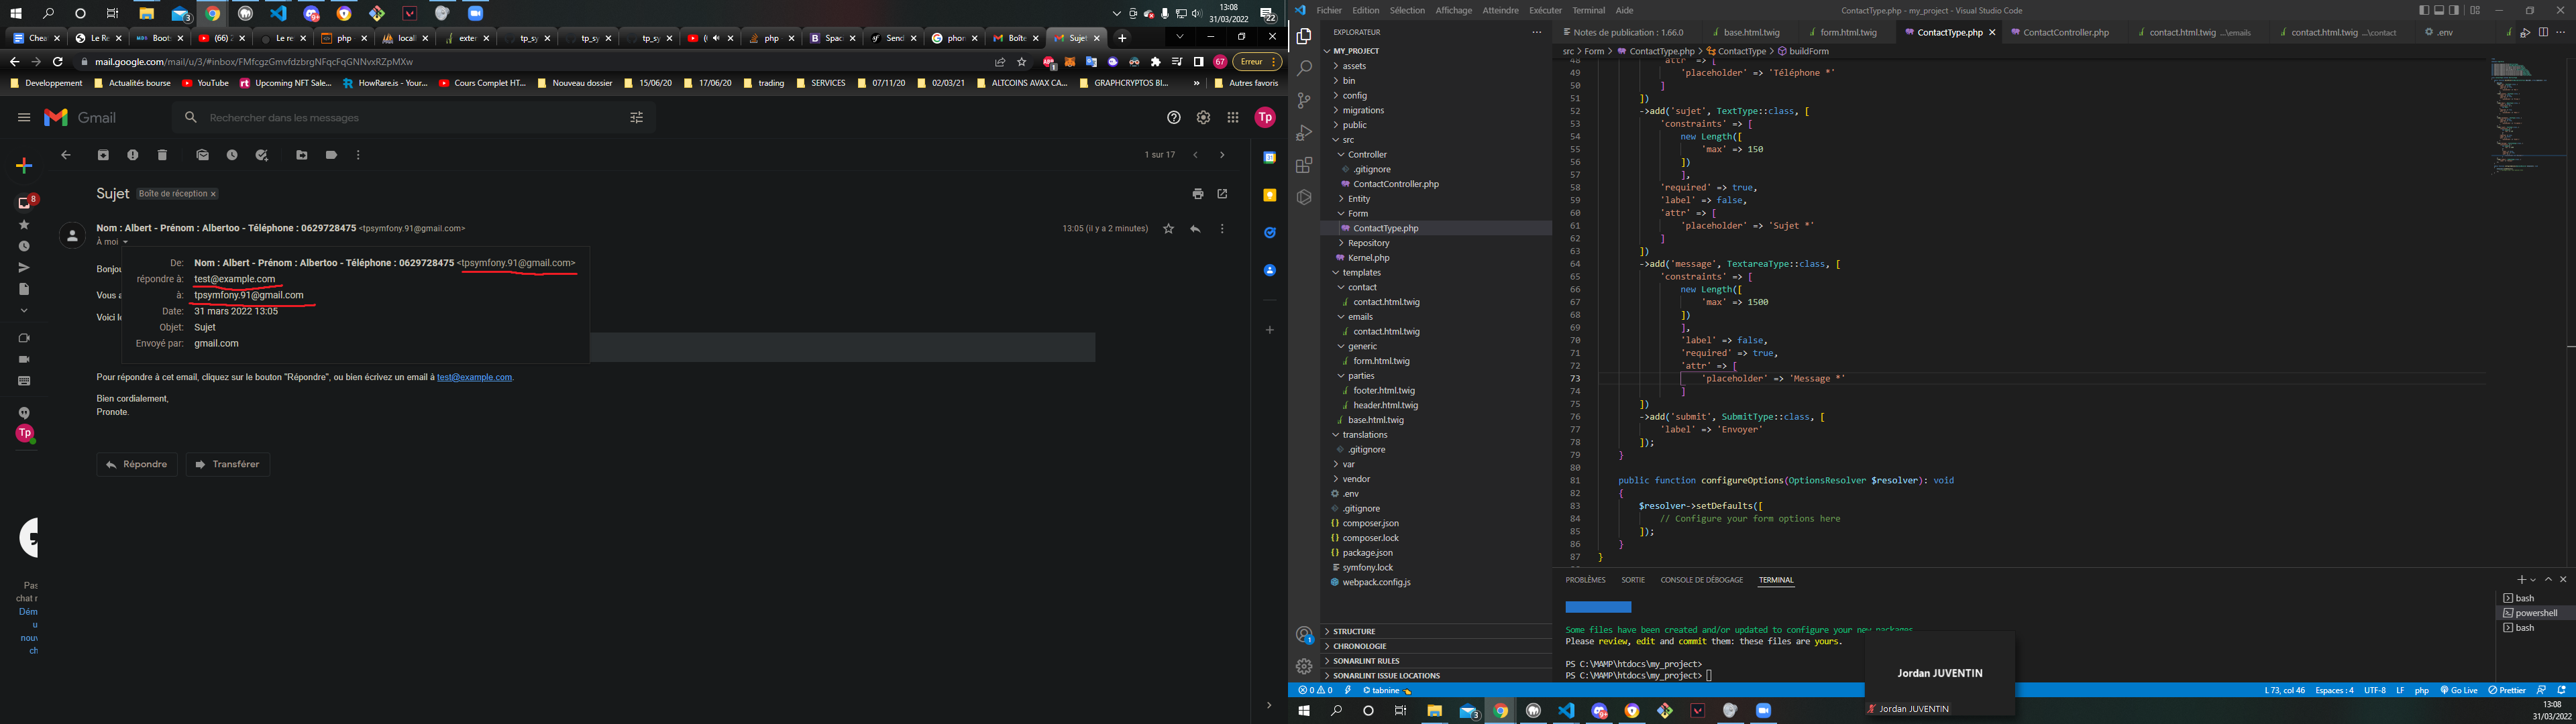 13:08
31/03/2022
22
Chea
Le Re
Boots
(66) 2
Le re
php
locall
exter
tp_sy
tp_sy
tp_sy
php
Spac
Send
phon
Boîte
Sujet
mail.google.com/mail/u/3/#inbox/FMfcgzGmvfdzbrgNFqcFqGNNvxRZpMXw
67
Erreur
Developpement
Actualités bourse
YouTube
Upcoming NFT Sale...
HowRare.is - Your...
Cours Complet HT...
Nouveau dossier
15/06/20
17/06/20
trading
SERVICES
07/11/20
02/03/21
ALTCOINS AVAX CA...
GRAPHCRYPTOS BI...
»
Autres favoris
Gmail
Rechercher dans les messages
Tp
1 sur 17
8
Sujet
Boîte de réception ×
Nom : Albert - Prénom : Albertoo - Téléphone : 0629728475 <tpsymfony.91@gmail.com>
13:05 (il y a 2 minutes)
À moi
Bonjou
De: Nom : Albert - Prénom : Albertoo - Téléphone : 0629728475 <tpsymfony.91@gmail.com>
répondre à: test@example.com
Vous a
à: tpsymfony.91@gmail.com
Date: 31 mars 2022 13:05
Voici le
Objet: Sujet
Envoyé par: gmail.com
Pour répondre à cet email, cliquez sur le bouton "Répondre", ou bien écrivez un email à test@example.com.
Bien cordialement,
Pronote.
Tp
Répondre
Transférer
Pas
chat r
Dém
u
nouv
ch
Fichier Edition Sélection Affichage Atteindre Exécuter Terminal Aide
ContactType.php - my_project - Visual Studio Code
EXPLORATEUR
MY_PROJECT
assets
bin
config
migrations
public
src
Controller
.gitignore
ContactController.php
Entity
Form
ContactType.php
Repository
Kernel.php
templates
contact
contact.html.twig
emails
contact.html.twig
generic
form.html.twig
parties
footer.html.twig
header.html.twig
base.html.twig
translations
.gitignore
var
vendor
.env
.gitignore
composer.json
composer.lock
package.json
symfony.lock
webpack.config.js
STRUCTURE
CHRONOLOGIE
SONARLINT RULES
SONARLINT ISSUE LOCATIONS
Notes de publication : 1.66.0
base.html.twig
form.html.twig
ContactType.php
ContactController.php
contact.html.twig ...\emails
contact.html.twig ...\contact
.env
src > Form > ContactType.php > ContactType > buildForm
48 'attr' => [
49 'placeholder' => 'Téléphone *'
50 ]
51 ])
52 ->add('sujet', TextType::class, [
53 'constraints' => [
54 new Length([
55 'max' => 150
56 ])
57 ],
58 'required' => true,
59 'label' => false,
60 'attr' => [
61 'placeholder' => 'Sujet *'
62 ]
63 ])
64 ->add('message', TextareaType::class, [
65 'constraints' => [
66 new Length([
67 'max' => 1500
68 ])
69 ],
70 'label' => false,
71 'required' => true,
72 'attr' => [
73 'placeholder' => 'Message *'
74 ]
75 ])
76 ->add('submit', SubmitType::class, [
77 'label' => 'Envoyer'
78 ]);
79 }
80
81 public function configureOptions(OptionsResolver $resolver): void
82 {
83 $resolver->setDefaults([
84 // Configure your form options here
85 ]);
86 }
87 }
PROBLÈMES SORTIE CONSOLE DE DÉBOGAGE TERMINAL
Some files have been created and/or updated to configure your new packages.
Please review, edit and commit them: these files are yours.
PS C:\MAMP\htdocs\my_project>
PS C:\MAMP\htdocs\my_project>
bash
powershell
bash
Jordan JUVENTIN
Jordan JUVENTIN
0 0 tabnine
L 73, col 46 Espaces : 4 UTF-8 LF php Go Live Prettier
13:08
31/03/2022